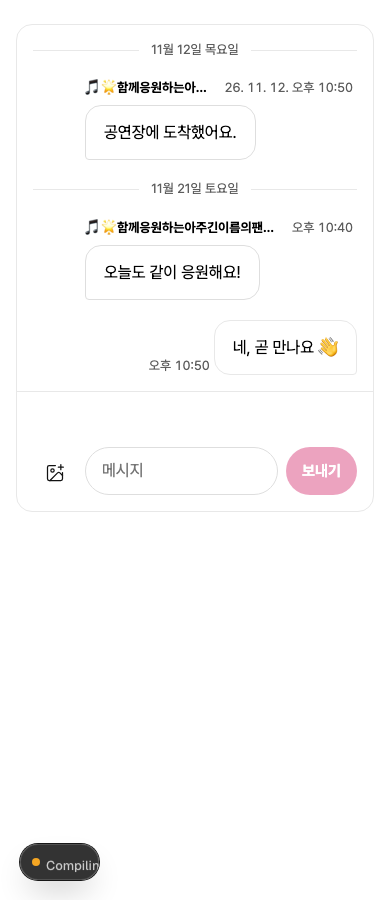 11월 12일 목요일
🎵🌟함께응원하는아... 26. 11. 12. 오후 10:50
공연장에 도착했어요.
11월 21일 토요일
🎵🌟함께응원하는아주긴이름의팬... 오후 10:40
오늘도 같이 응원해요!
네, 곧 만나요 👋
오후 10:50
메시지 보내기
Compilin